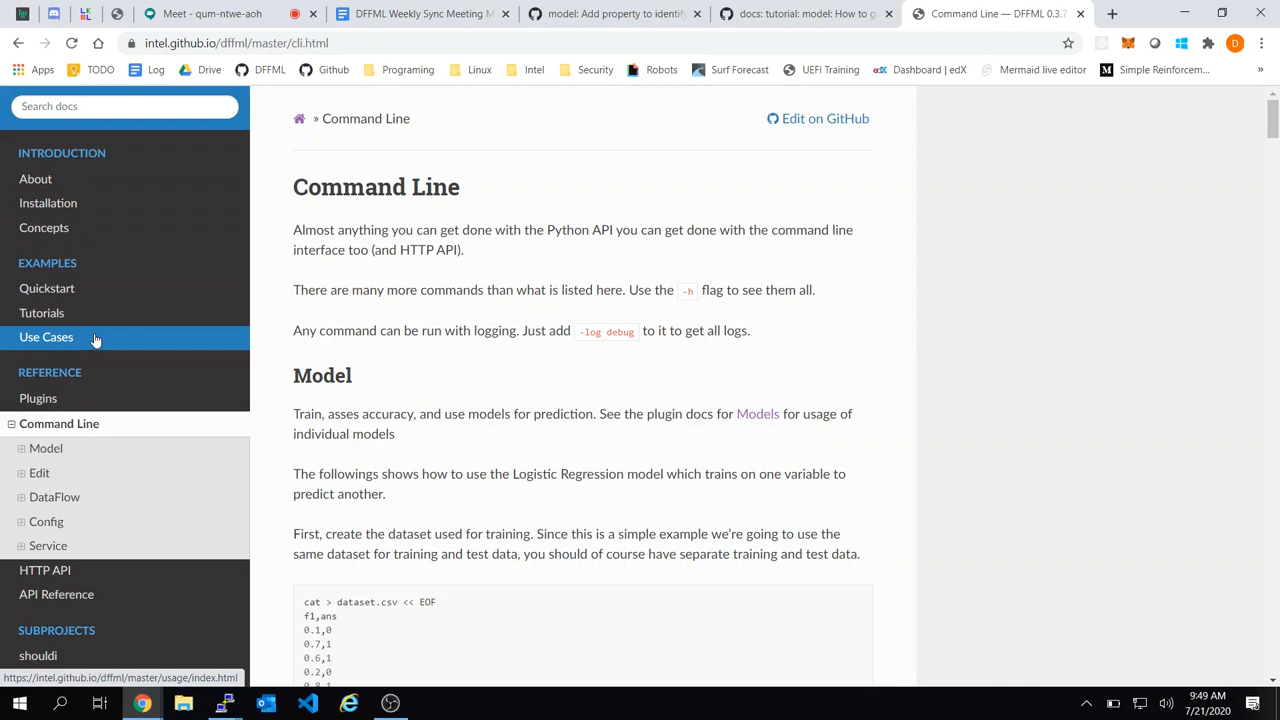 Meet - qum-ntwe-aoh
DFFML Weekly Sync Meeting M
model: Add property to identify
docs: tutorial: model: How to ge
Command Line — DFFML 0.3.7
intel.github.io/dffml/master/cli.html
D
Apps
TODO
Log
Drive
DFFML
Github
Programing
Linux
Intel
Security
Robots
Surf Forecast
UEFI Training
Dashboard | edX
Mermaid live editor
Simple Reinforcem...
Search docs
INTRODUCTION
About
Installation
Concepts
EXAMPLES
Quickstart
Tutorials
Use Cases
REFERENCE
Plugins
Command Line
Model
Edit
DataFlow
Config
Service
HTTP API
API Reference
SUBPROJECTS
shouldi
https://intel.github.io/dffml/master/usage/index.html
» Command Line
Edit on GitHub
Command Line
Almost anything you can get done with the Python API you can get done with the command line
interface too (and HTTP API).
There are many more commands than what is listed here. Use the -h flag to see them all.
Any command can be run with logging. Just add -log debug to it to get all logs.
Model
Train, asses accuracy, and use models for prediction. See the plugin docs for Models for usage of
individual models
The followings shows how to use the Logistic Regression model which trains on one variable to
predict another.
First, create the dataset used for training. Since this is a simple example we're going to use the
same dataset for training and test data, you should of course have separate training and test data.
cat > dataset.csv << EOF
f1,ans
0.1,0
0.7,1
0.6,1
0.2,0
0.8,1
9:49 AM
7/21/2020